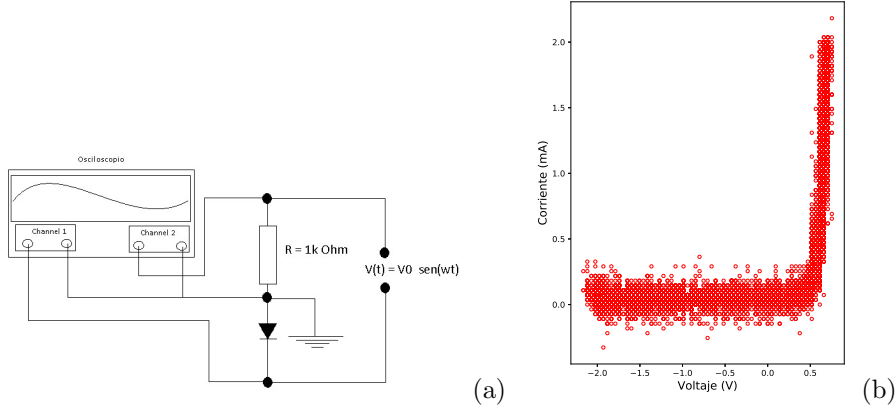 Osciloscopio
Channel 1
Channel 2
R = 1k Ohm
V(t) = V0 sen(wt)
(a)
2.0
1.5
1.0
0.5
0.0
−2.0 −1.5 −1.0 −0.5 0.0 0.5
Corriente (mA)
Voltaje (V)
(b)